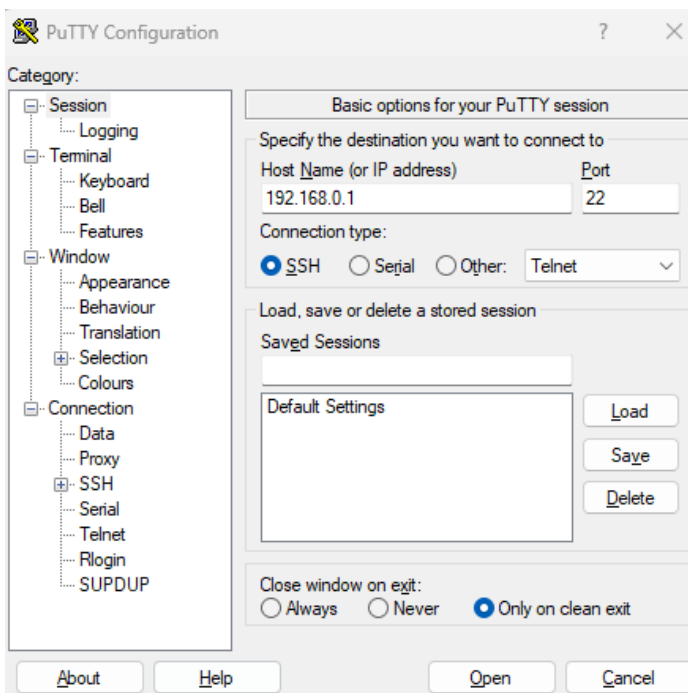 PuTTY Configuration
?
Category:
Session
Logging
Terminal
Keyboard
Bell
Features
Window
Appearance
Behaviour
Translation
Selection
Colours
Connection
Data
Proxy
SSH
Serial
Telnet
Rlogin
SUPDUP
Basic options for your PuTTY session
Specify the destination you want to connect to
Host Name (or IP address) Port
192.168.0.1 22
Connection type:
SSH Serial Other: Telnet
Load, save or delete a stored session
Saved Sessions
Default Settings
Load
Save
Delete
Close window on exit:
Always Never Only on clean exit
About Help Open Cancel